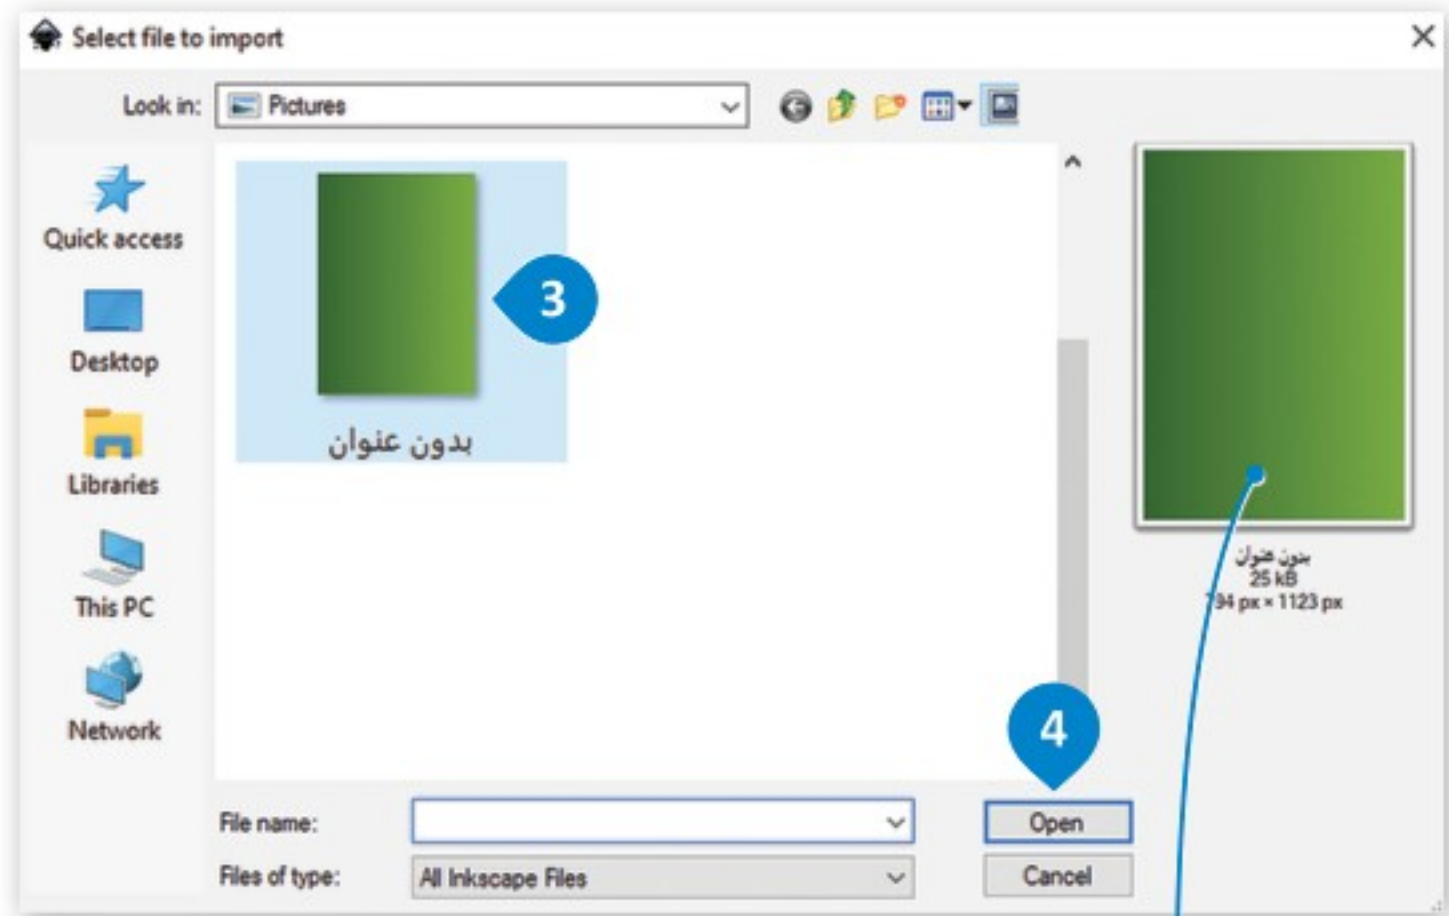 Select file to import
Look in: Pictures
Quick access
Desktop
Libraries
This PC
Network
3
بدون عنوان
بدون عنوان
25 kB
94 px × 1123 px
4
File name:
Open
Files of type: All Inkscape Files
Cancel